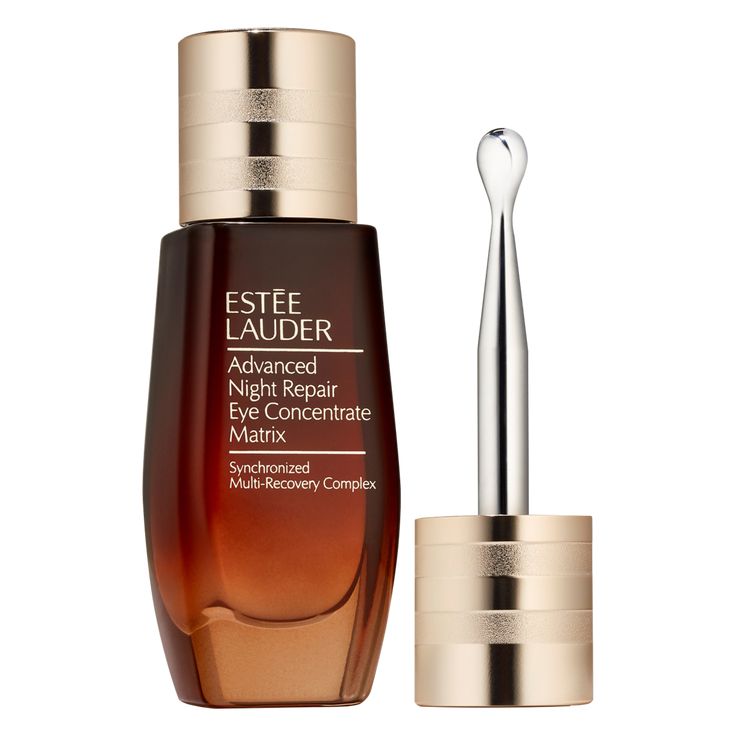 ESTĒE
LAUDER
Advanced
Night Repair
Eye Concentrate
Matrix
Synchronized
Multi-Recovery Complex